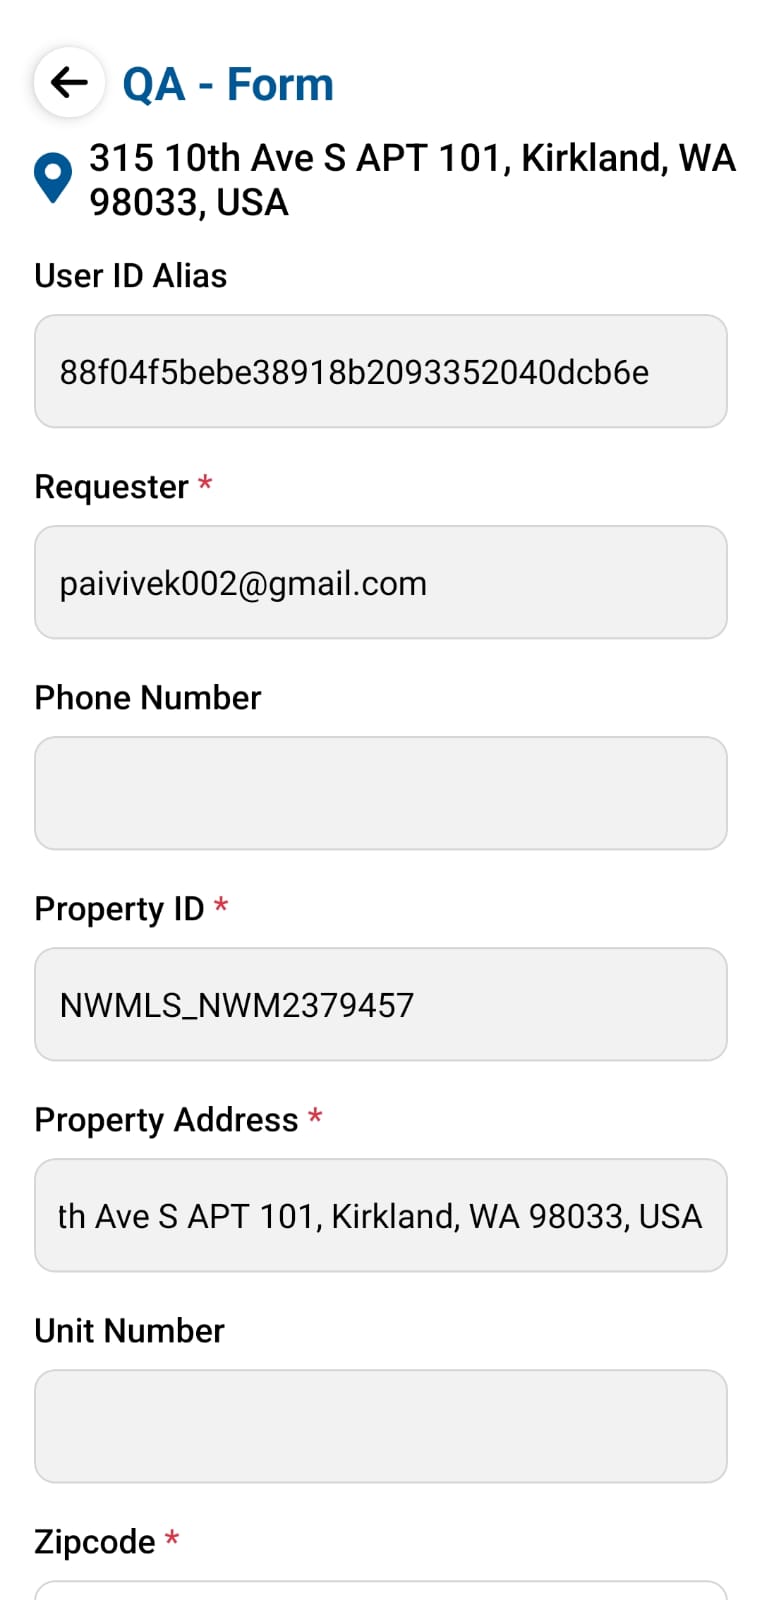 QA - Form
315 10th Ave S APT 101, Kirkland, WA
98033, USA
User ID Alias
88f04f5bebe38918b2093352040dcb6e
Requester *
paivivek002@gmail.com
Phone Number
Property ID *
NWMLS_NWM2379457
Property Address *
th Ave S APT 101, Kirkland, WA 98033, USA
Unit Number
Zipcode *